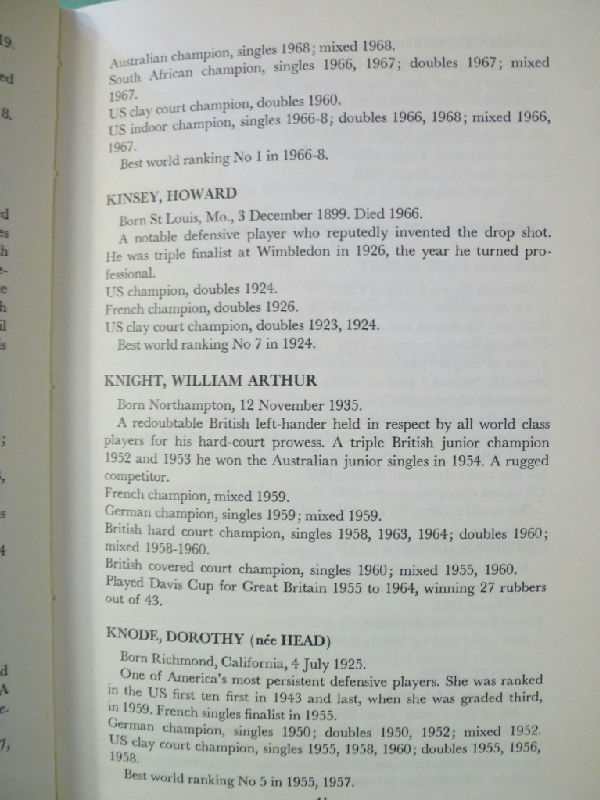 Australian champion, singles 1968; mixed 1968.
South African champion, singles 1966, 1967; doubles 1967; mixed
1967.
US clay court champion, doubles 1960.
US indoor champion, singles 1966-8; doubles 1966, 1968; mixed 1966,
1967.
Best world ranking No 1 in 1966-8.
KINSEY, HOWARD
Born St Louis, Mo., 3 December 1899. Died 1966.
A notable defensive player who reputedly invented the drop shot.
He was triple finalist at Wimbledon in 1926, the year he turned pro-
fessional.
US champion, doubles 1924.
French champion, doubles 1926.
US clay court champion, doubles 1923, 1924.
Best world ranking No 7 in 1924.
KNIGHT, WILLIAM ARTHUR
Born Northampton, 12 November 1935.
A redoubtable British left-hander held in respect by all world class
players for his hard-court prowess. A triple British junior champion
1952 and 1953 he won the Australian junior singles in 1954. A rugged
competitor.
French champion, mixed 1959.
German champion, singles 1959; mixed 1959.
British hard court champion, singles 1958, 1963, 1964; doubles 1960;
mixed 1958-1960.
British covered court champion, singles 1960; mixed 1955, 1960.
Played Davis Cup for Great Britain 1955 to 1964, winning 27 rubbers
out of 43.
KNODE, DOROTHY (née HEAD)
Born Richmond, California, 4 July 1925.
One of America's most persistent defensive players. She was ranked
in the US first ten first in 1943 and last, when she was graded third,
in 1959. French singles finalist in 1955.
German champion, singles 1950; doubles 1950, 1952; mixed 1952.
US clay court champion, singles 1955, 1958, 1960; doubles 1955, 1956,
1958.
Best world ranking No 5 in 1955, 1957.